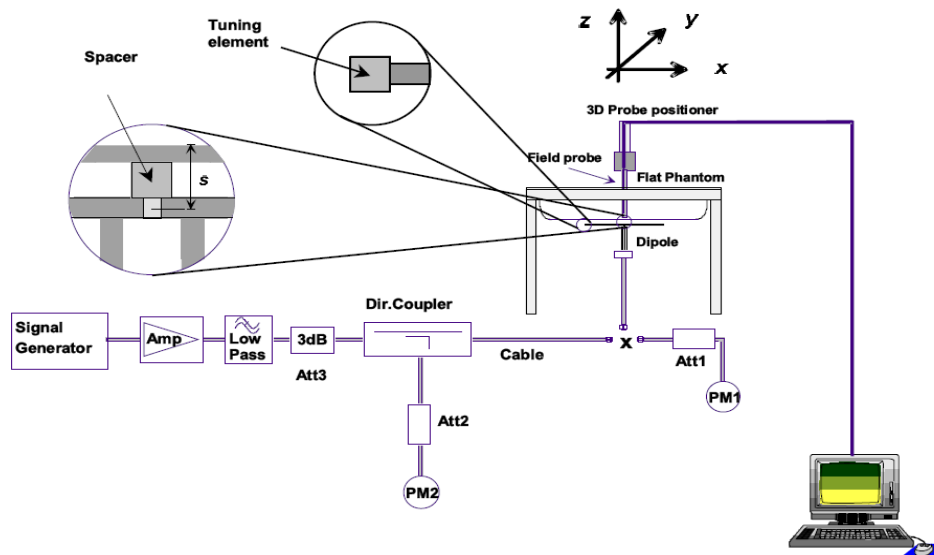 Tuning
element
Spacer
s
z
y
x
3D Probe positioner
Field probe
Flat Phantom
Dipole
Signal
Generator
Amp
Low
Pass
3dB
Att3
Dir.Coupler
Cable
x
Att1
PM1
Att2
PM2